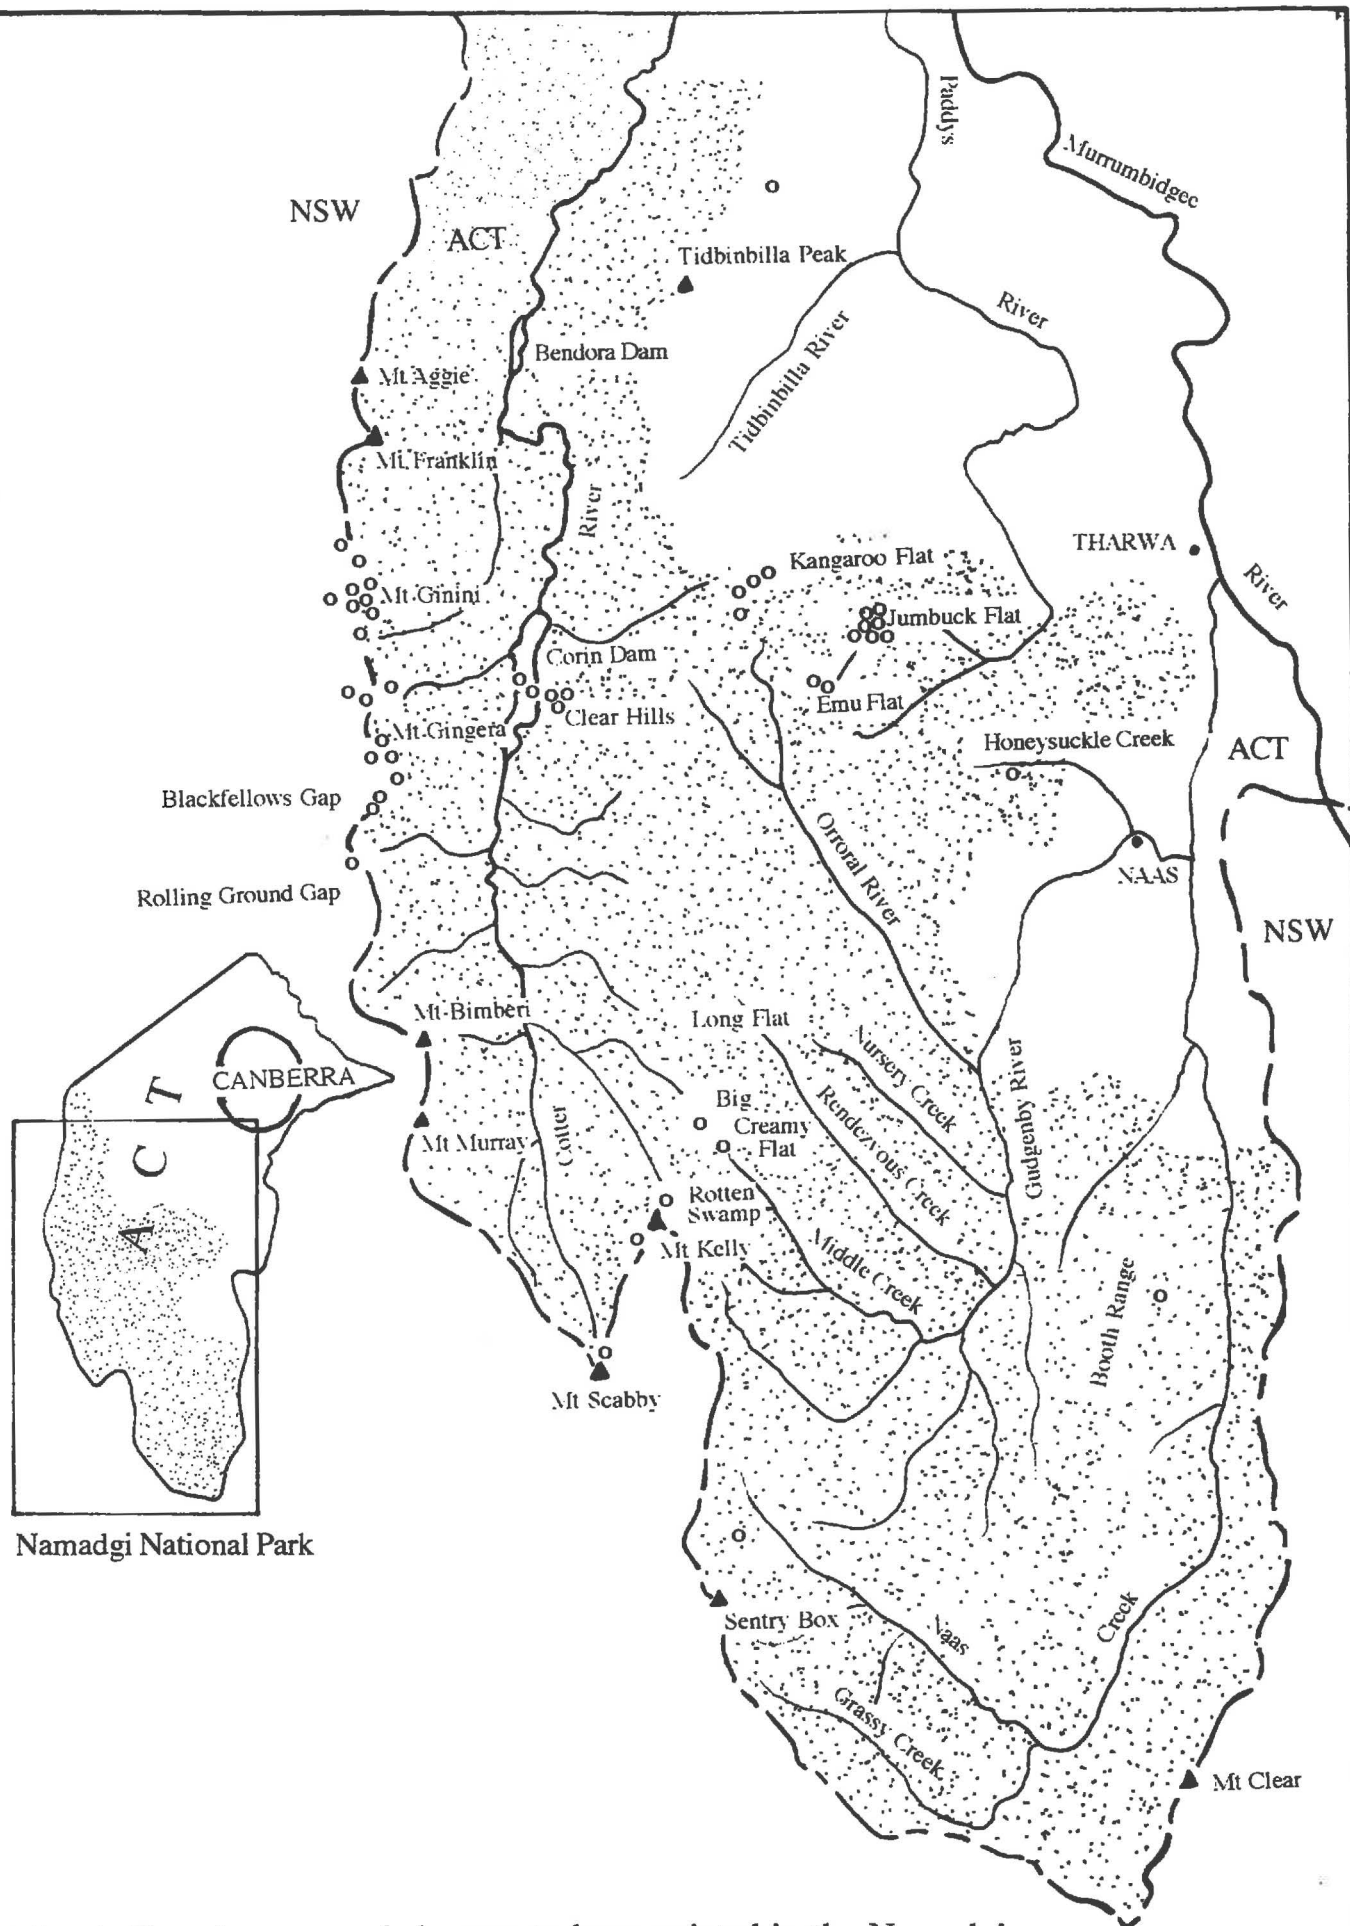 Paddys
Murrumbidgee
NSW
ACT
Tidbinbilla Peak
River
Tidbinbilla River
Bendora Dam
Mt Aggie
Mt. Franklin
River
Kangaroo Flat
THARWA
River
Mt Ginini
Jumbuck Flat
Corin Dam
Emu Flat
Clear Hills
Mt Gingera
Honeysuckle Creek
ACT
Blackfellows Gap
Orroral River
NAAS
Rolling Ground Gap
NSW
Mt Bimberi
Long Flat
Nursery Creek
Gudgenby River
CANBERRA
A C T
Big
Creamy
Flat
Rendezvous Creek
Mt Murray
Cotter
Rotten
Swamp
Mt Kelly
Middle Creek
Booth Range
Mt Scabby
Namadgi National Park
Sentry Box
Naas
Creek
Grassy Creek
Mt Clear